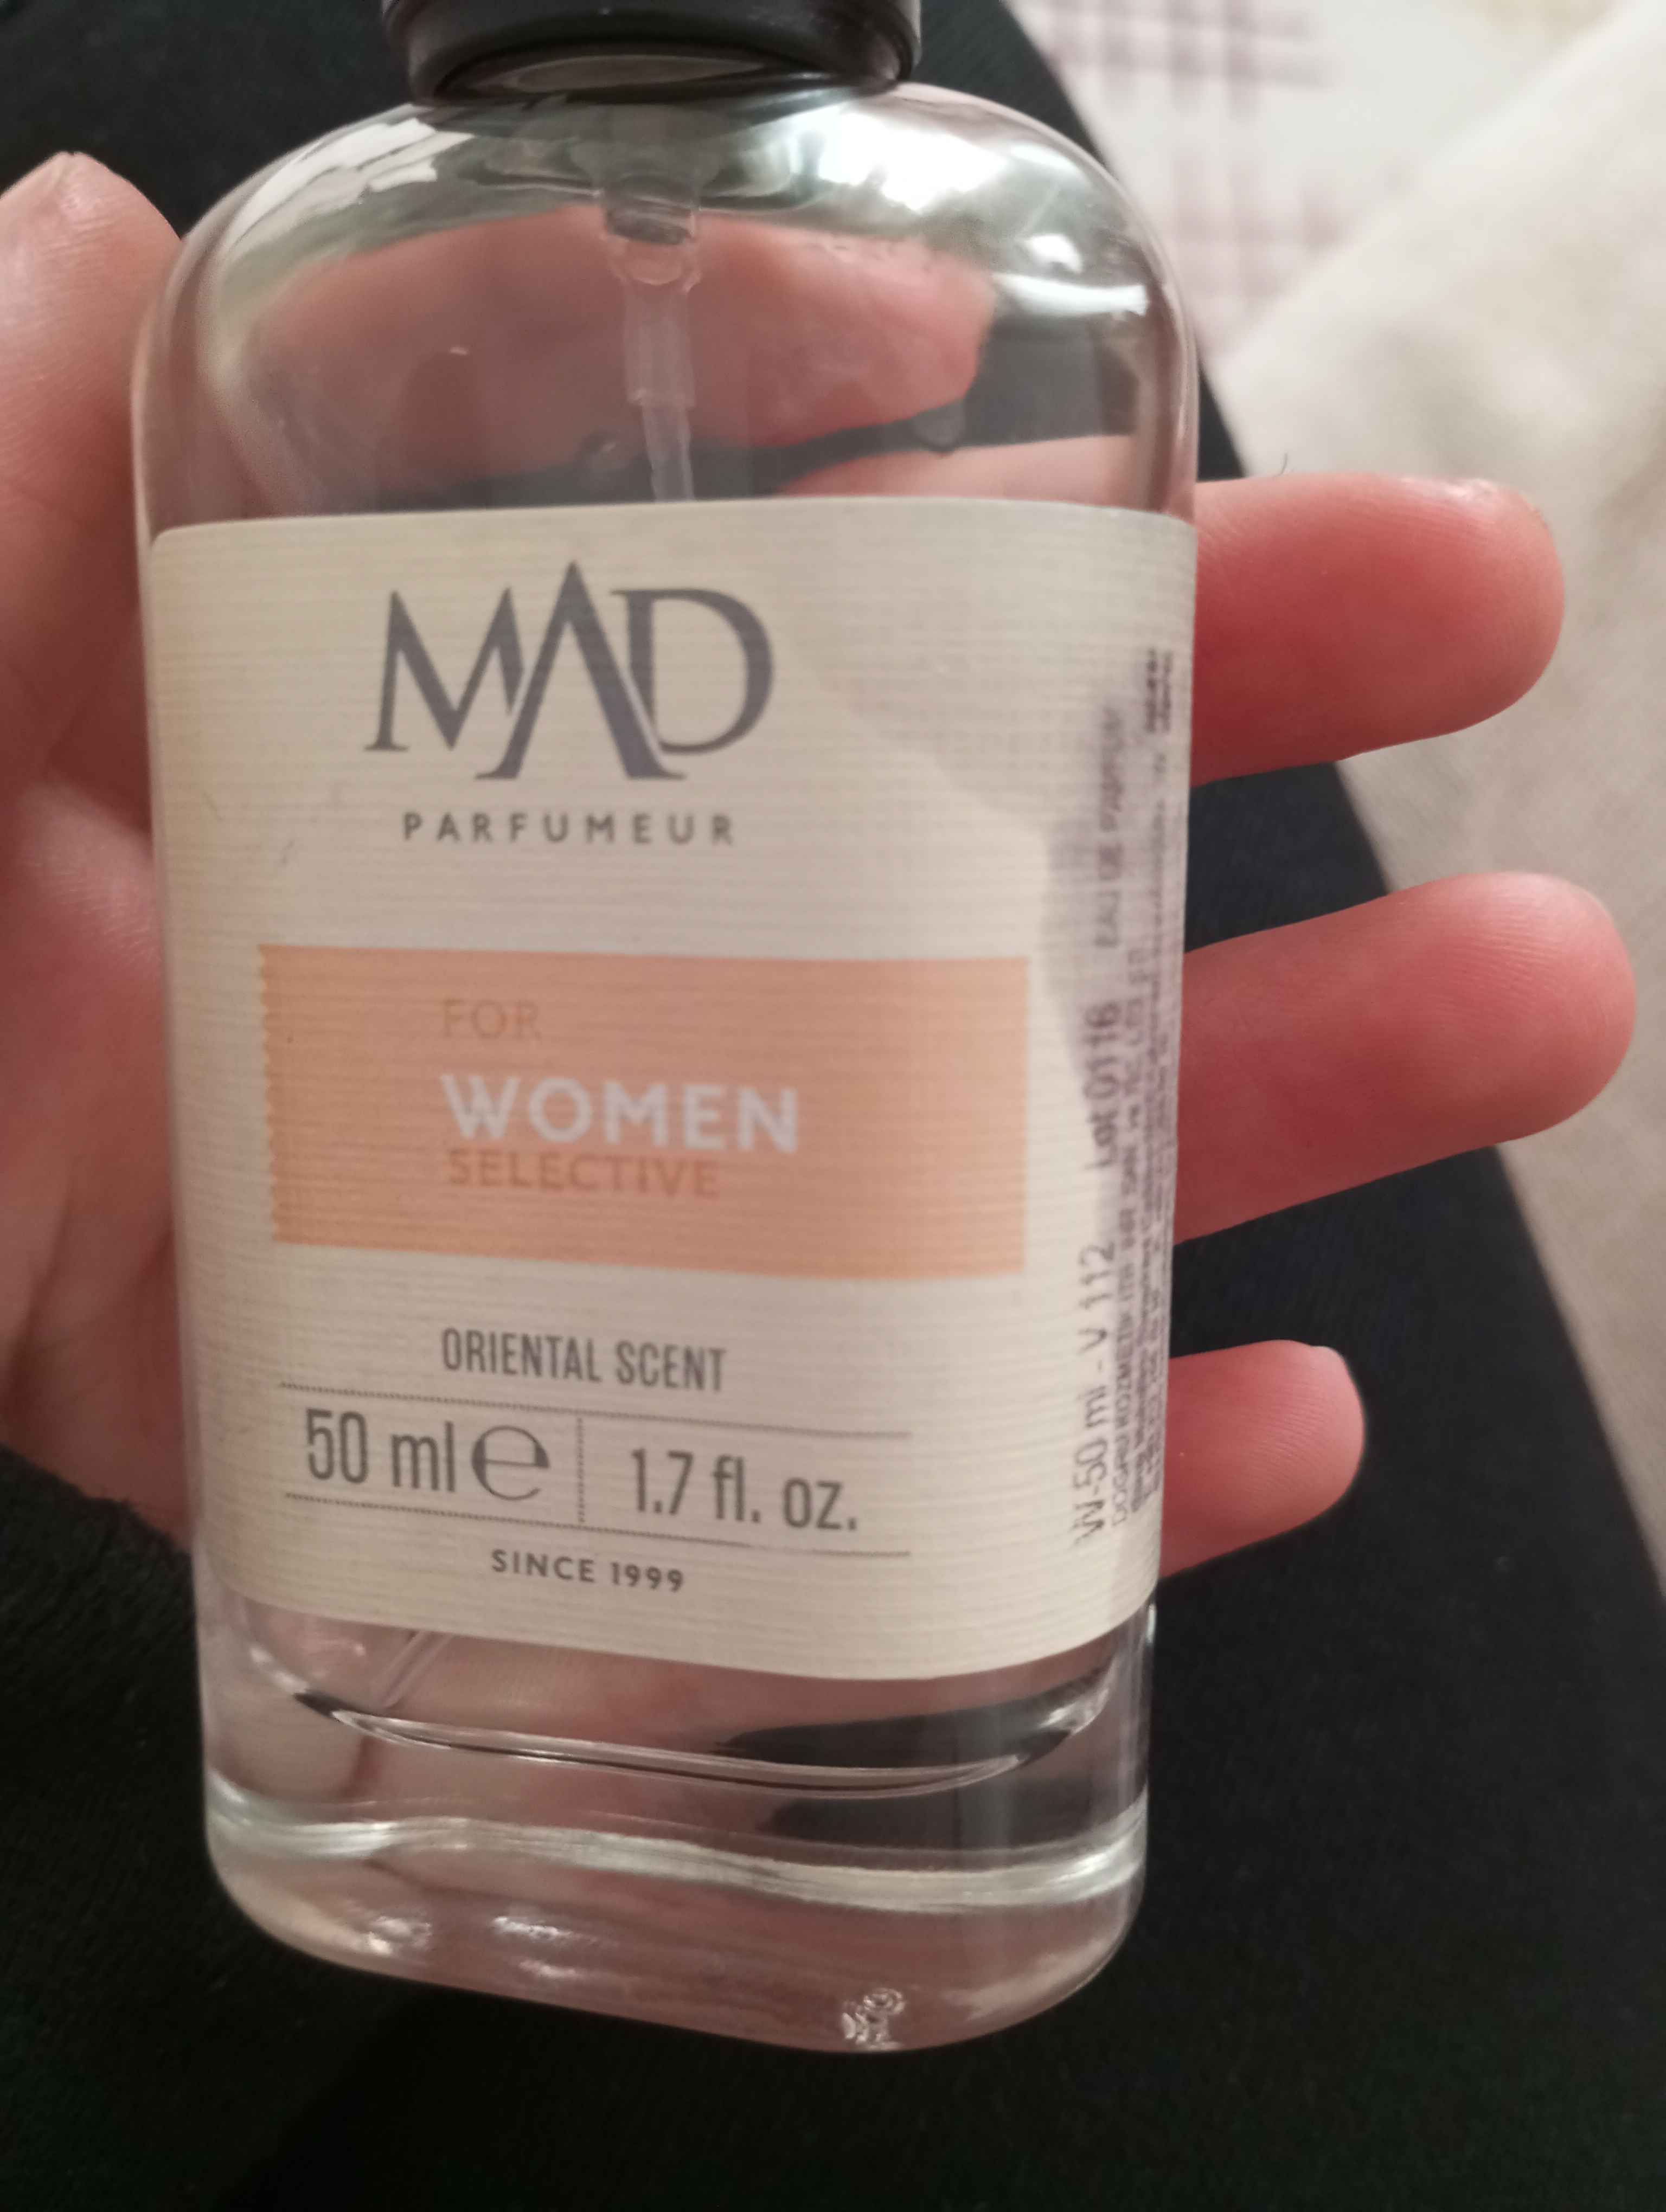 MAD
PARFUMEUR
FOR
WOMEN
SELECTIVE
ORIENTAL SCENT
50 ml e 1.7 fl. oz.
SINCE 1999
W-50 ml - V 112 Lot 0116 EAU DE PARFUM